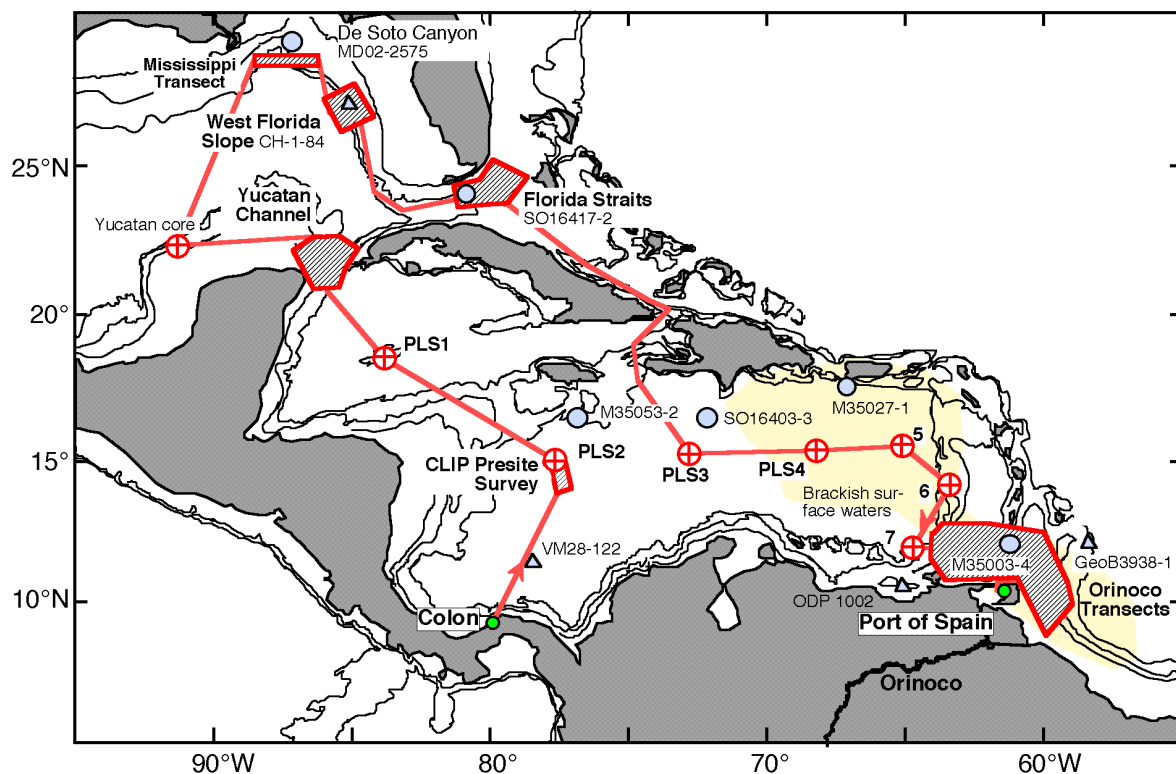 De Soto Canyon
MD02-2575
Mississippi
Transect
West Florida
Slope CH-1-84
25°N
Yucatan
Channel
Florida Straits
SO16417-2
Yucatan core
20°
PLS1
M35053-2
SO16403-3
M35027-1
PLS2
15°
CLIP Presite
Survey
PLS3
PLS4
5
6
Brackish sur-
face waters
7
VM28-122
M35003-4
GeoB3938-1
ODP 1002
Orinoco
Transects
10°N
Colon
Port of Spain
Orinoco
90°W
80°
70°
60°W